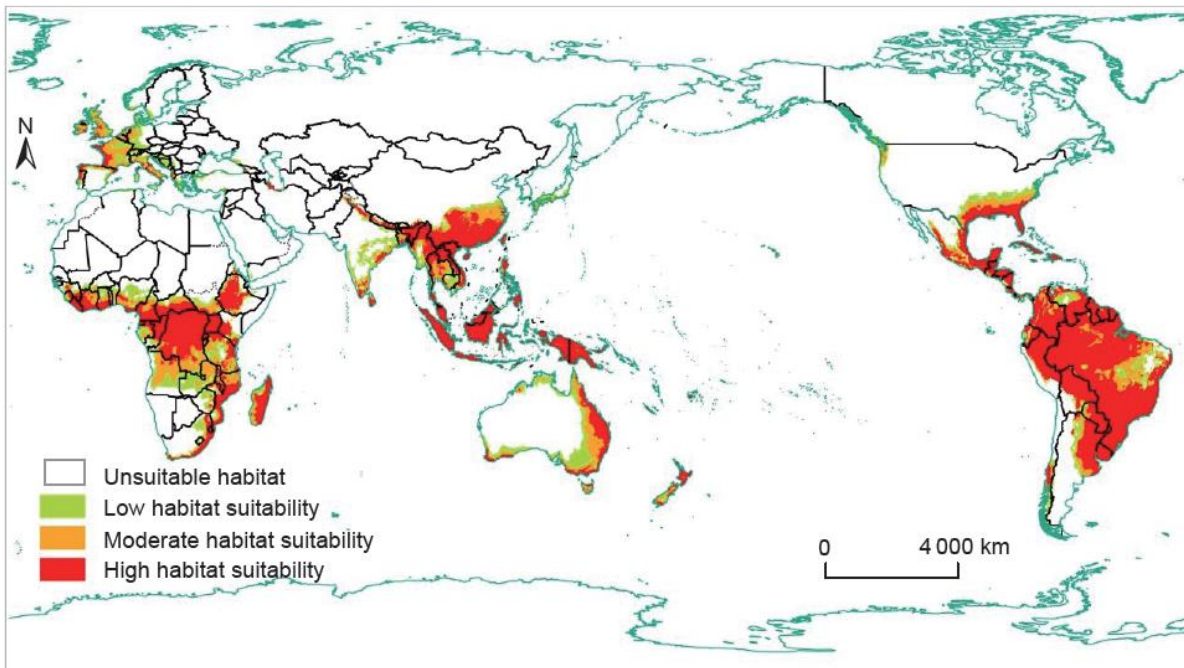 N
Unsuitable habitat
Low habitat suitability
Moderate habitat suitability
High habitat suitability
0 4 000 km